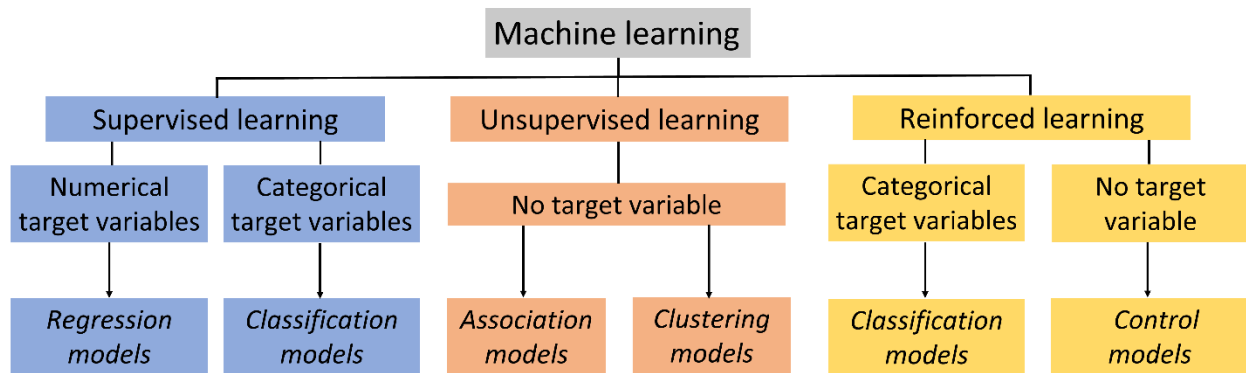 Machine learning
Supervised learning
Unsupervised learning
Reinforced learning
Numerical
target variables
Categorical
target variables
No target variable
Categorical
target variables
No target
variable
Regression
models
Classification
models
Association
models
Clustering
models
Classification
models
Control
models